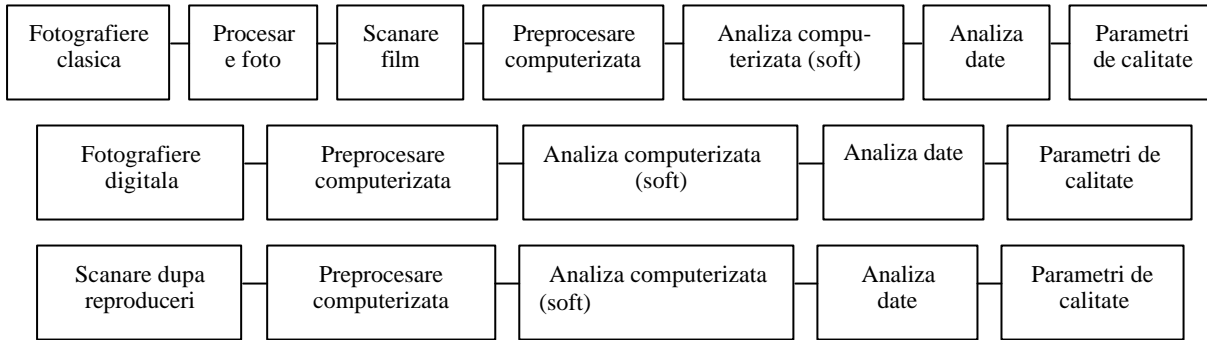 Fotografiere
clasica
Procesar
e foto
Scanare
film
Preprocesare
computerizata
Analiza compu-
terizata (soft)
Analiza
date
Parametri
de calitate
Fotografiere
digitala
Preprocesare
computerizata
Analiza computerizata
(soft)
Analiza date
Parametri de
calitate
Scanare dupa
reproduceri
Preprocesare
computerizata
Analiza computerizata
(soft)
Analiza
date
Parametri de
calitate